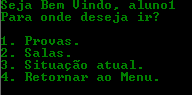 Seja Bem Vindo, aluno1
Para onde deseja ir?
1. Provas.
2. Salas.
3. Situação atual.
4. Retornar ao Menu.